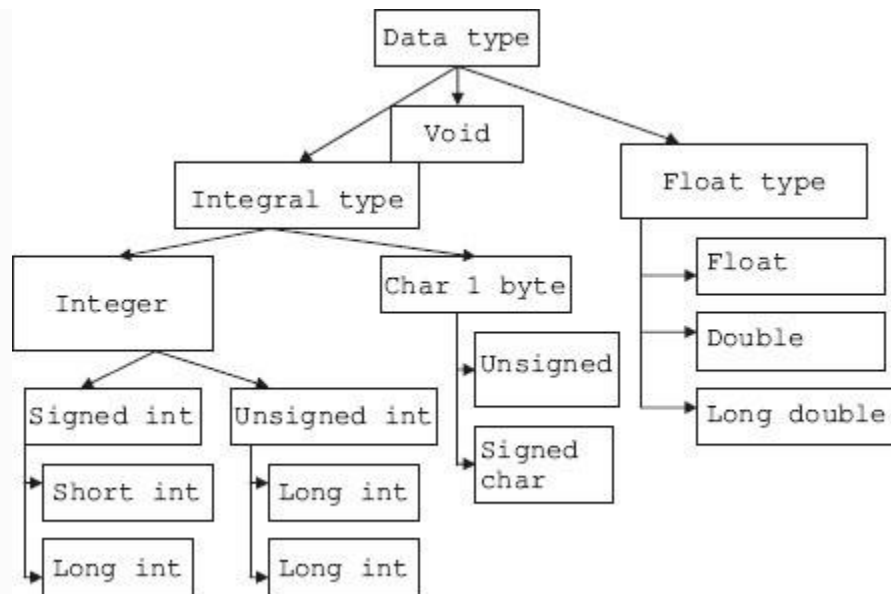 Data type
Void
Integral type
Float type
Integer
Char 1 byte
Float
Double
Long double
Unsigned
Signed
char
Signed int
Unsigned int
Short int
Long int
Long int
Long int